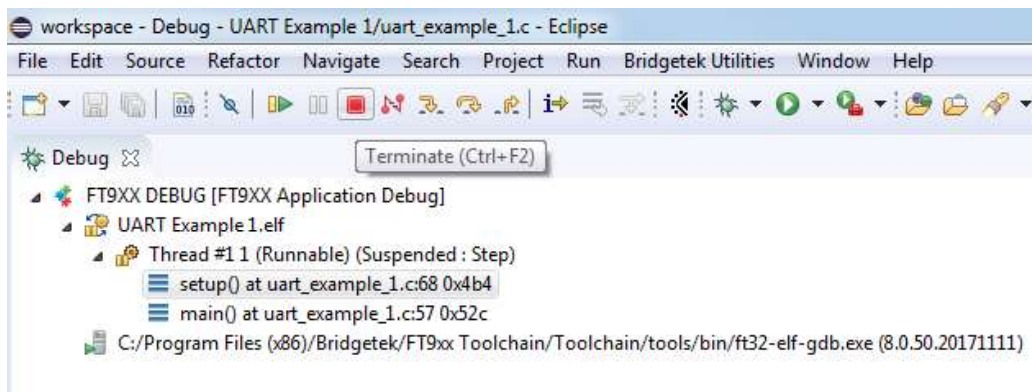 workspace - Debug - UART Example 1/uart_example_1.c - Eclipse
File Edit Source Refactor Navigate Search Project Run Bridgetek Utilities Window Help
010
Debug
Terminate (Ctrl+F2)
FT9XX DEBUG [FT9XX Application Debug]
UART Example 1.elf
Thread #1 1 (Runnable) (Suspended : Step)
setup() at uart_example_1.c:68 0x4b4
main() at uart_example_1.c:57 0x52c
C:/Program Files (x86)/Bridgetek/FT9xx Toolchain/Toolchain/tools/bin/ft32-elf-gdb.exe (8.0.50.20171111)